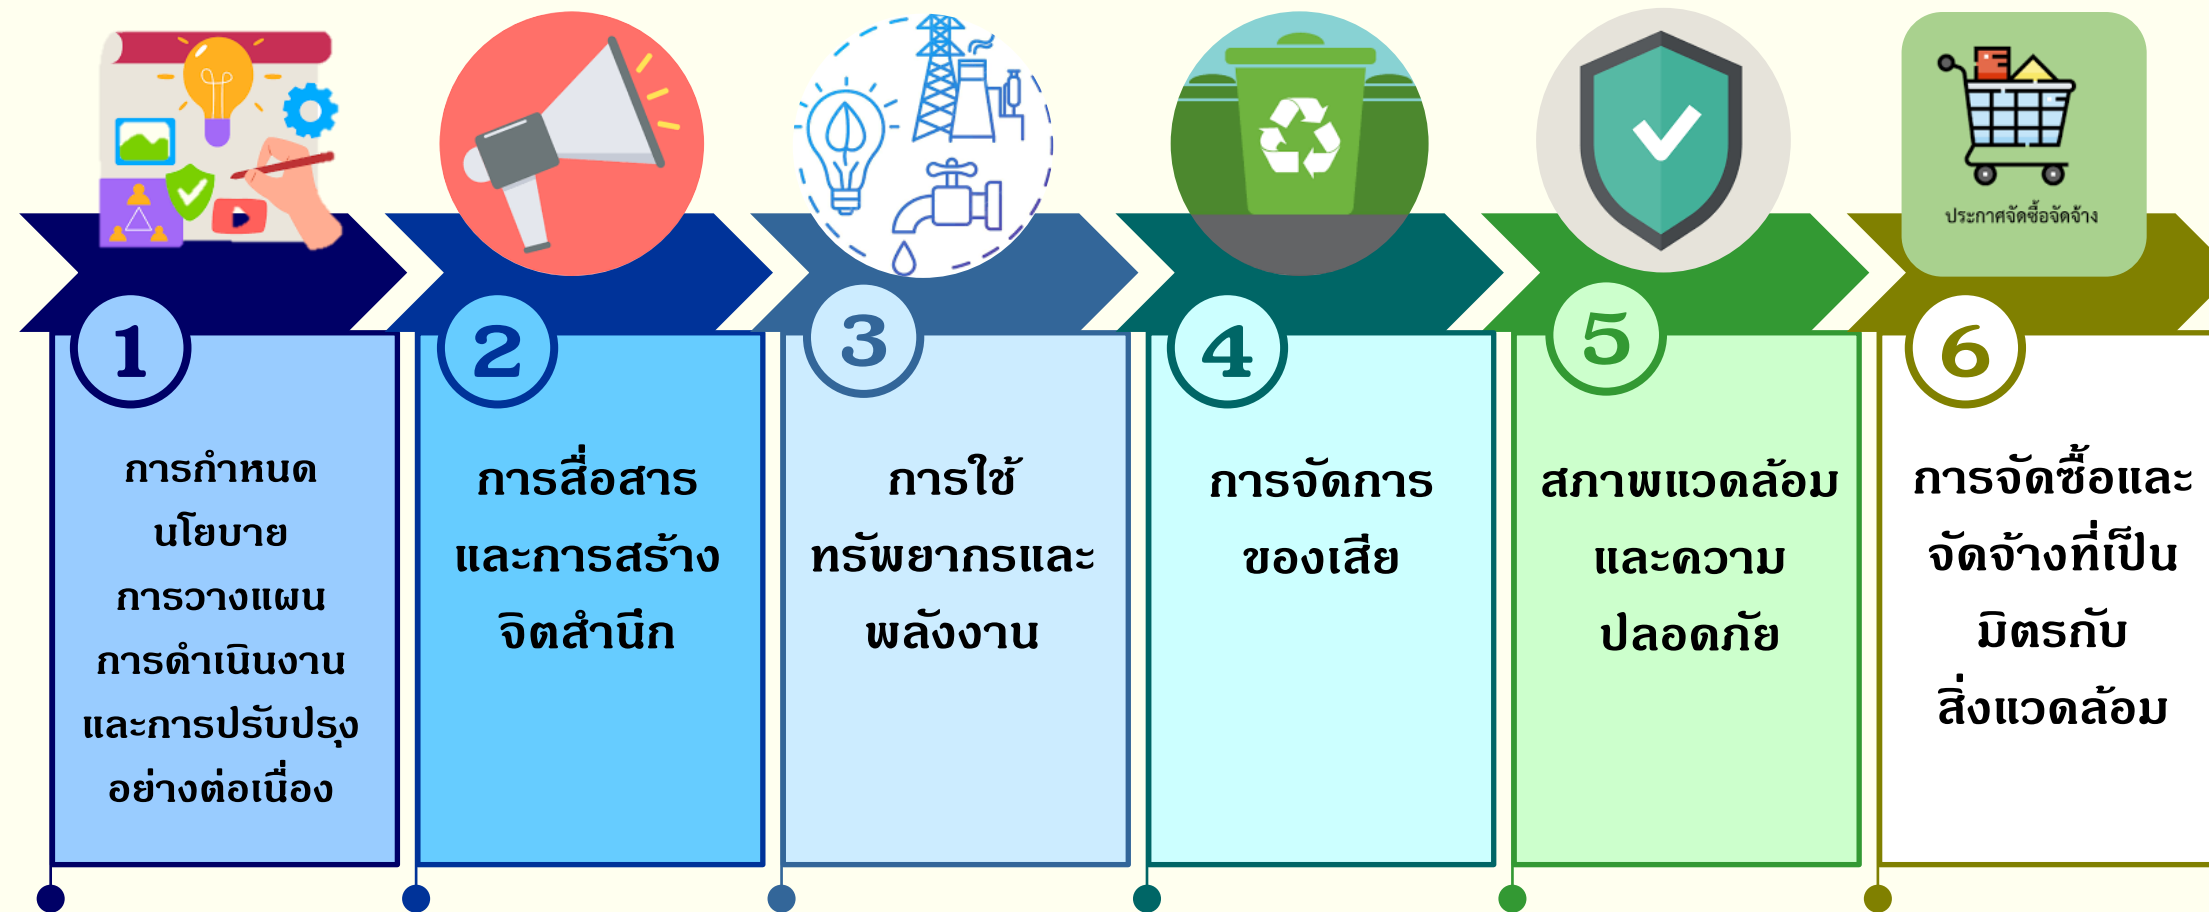 ประกาศจัดซื้อจัดจ้าง
1
การกำหนด
นโยบาย
การวางแผน
การดำเนินงาน
และการปรับปรุง
อย่างต่อเนื่อง
2
การสื่อสาร
และการสร้าง
จิตสำนึก
3
การใช้
ทรัพยากรและ
พลังงาน
4
การจัดการ
ของเสีย
5
สภาพแวดล้อม
และความ
ปลอดภัย
6
การจัดซื้อและ
จัดจ้างที่เป็น
มิตรกับ
สิ่งแวดล้อม